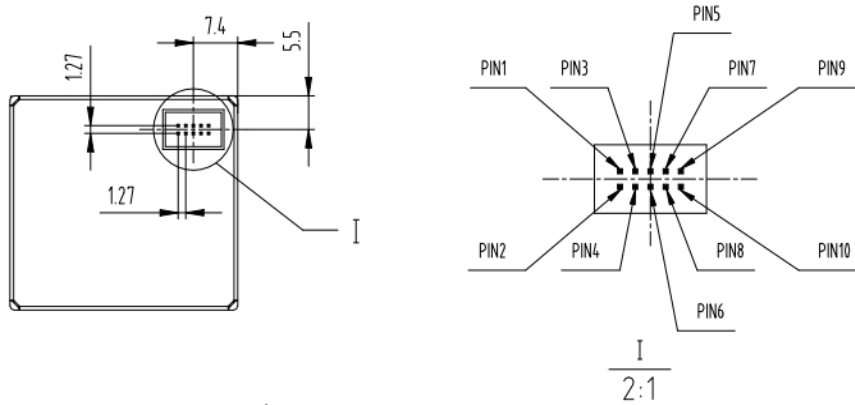 7.4
5.5
1.27
1.27
I
PIN5
PIN1
PIN3
PIN7
PIN9
PIN2
PIN4
PIN8
PIN10
PIN6
I
2:1